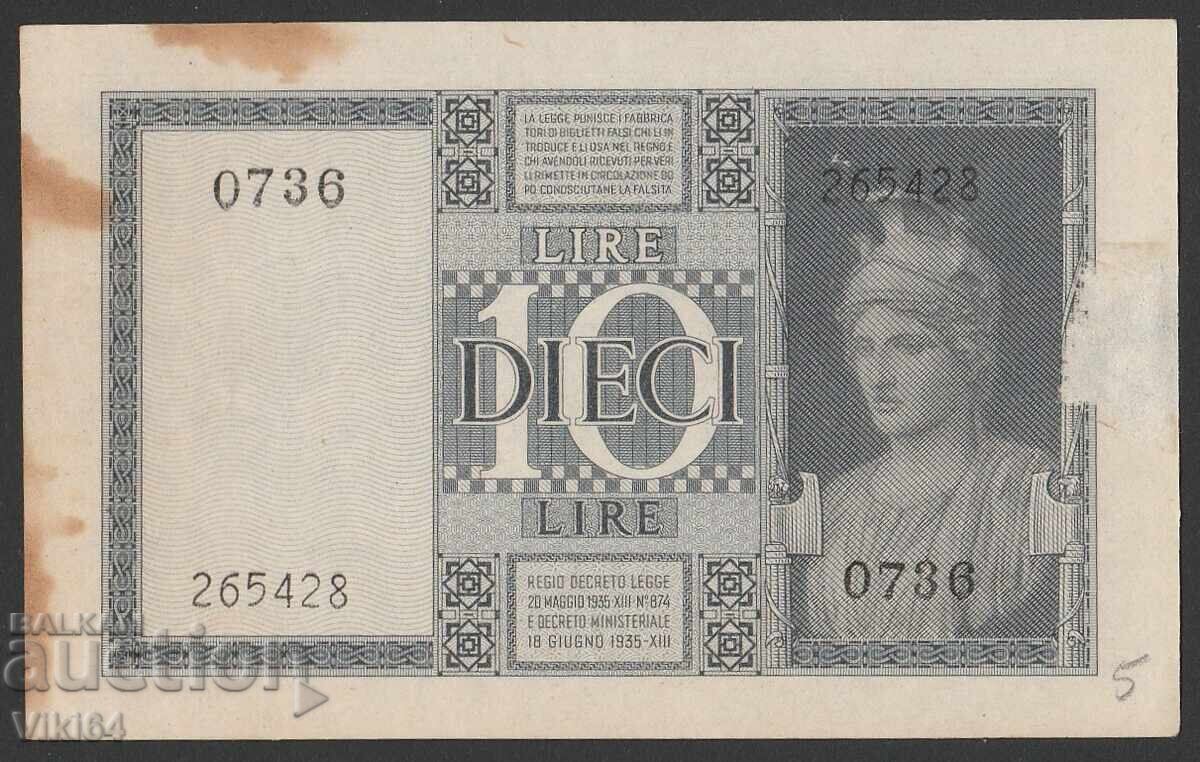 0736
LA LEGGE PUNISCE I FABBRICA
TORI DI BIGLIETTI FALSI CHI LI IN
TRODUCE E LI USA NEL REGNO E
CHI AVENDOLI RICEVUTI PER VERI
LI RIMETTE IN CIRCOLAZIONE DO
PO CONOSCIUTANE LA FALSITÀ
265428
LIRE
10
DIECI
LIRE
265428
REGIO DECRETO LEGGE
20 MAGGIO 1935-XIII N° 874
E DECRETO MINISTERIALE
18 GIUGNO 1935-XIII
0736
5
BALKAN
auction
Viki64